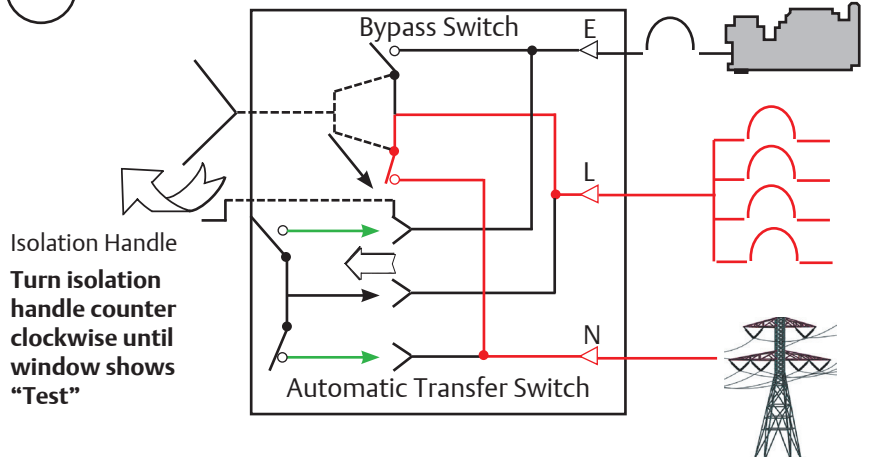 Bypass Switch
E
L
Isolation Handle
Turn isolation
handle counter
clockwise until
window shows
“Test”
N
Automatic Transfer Switch